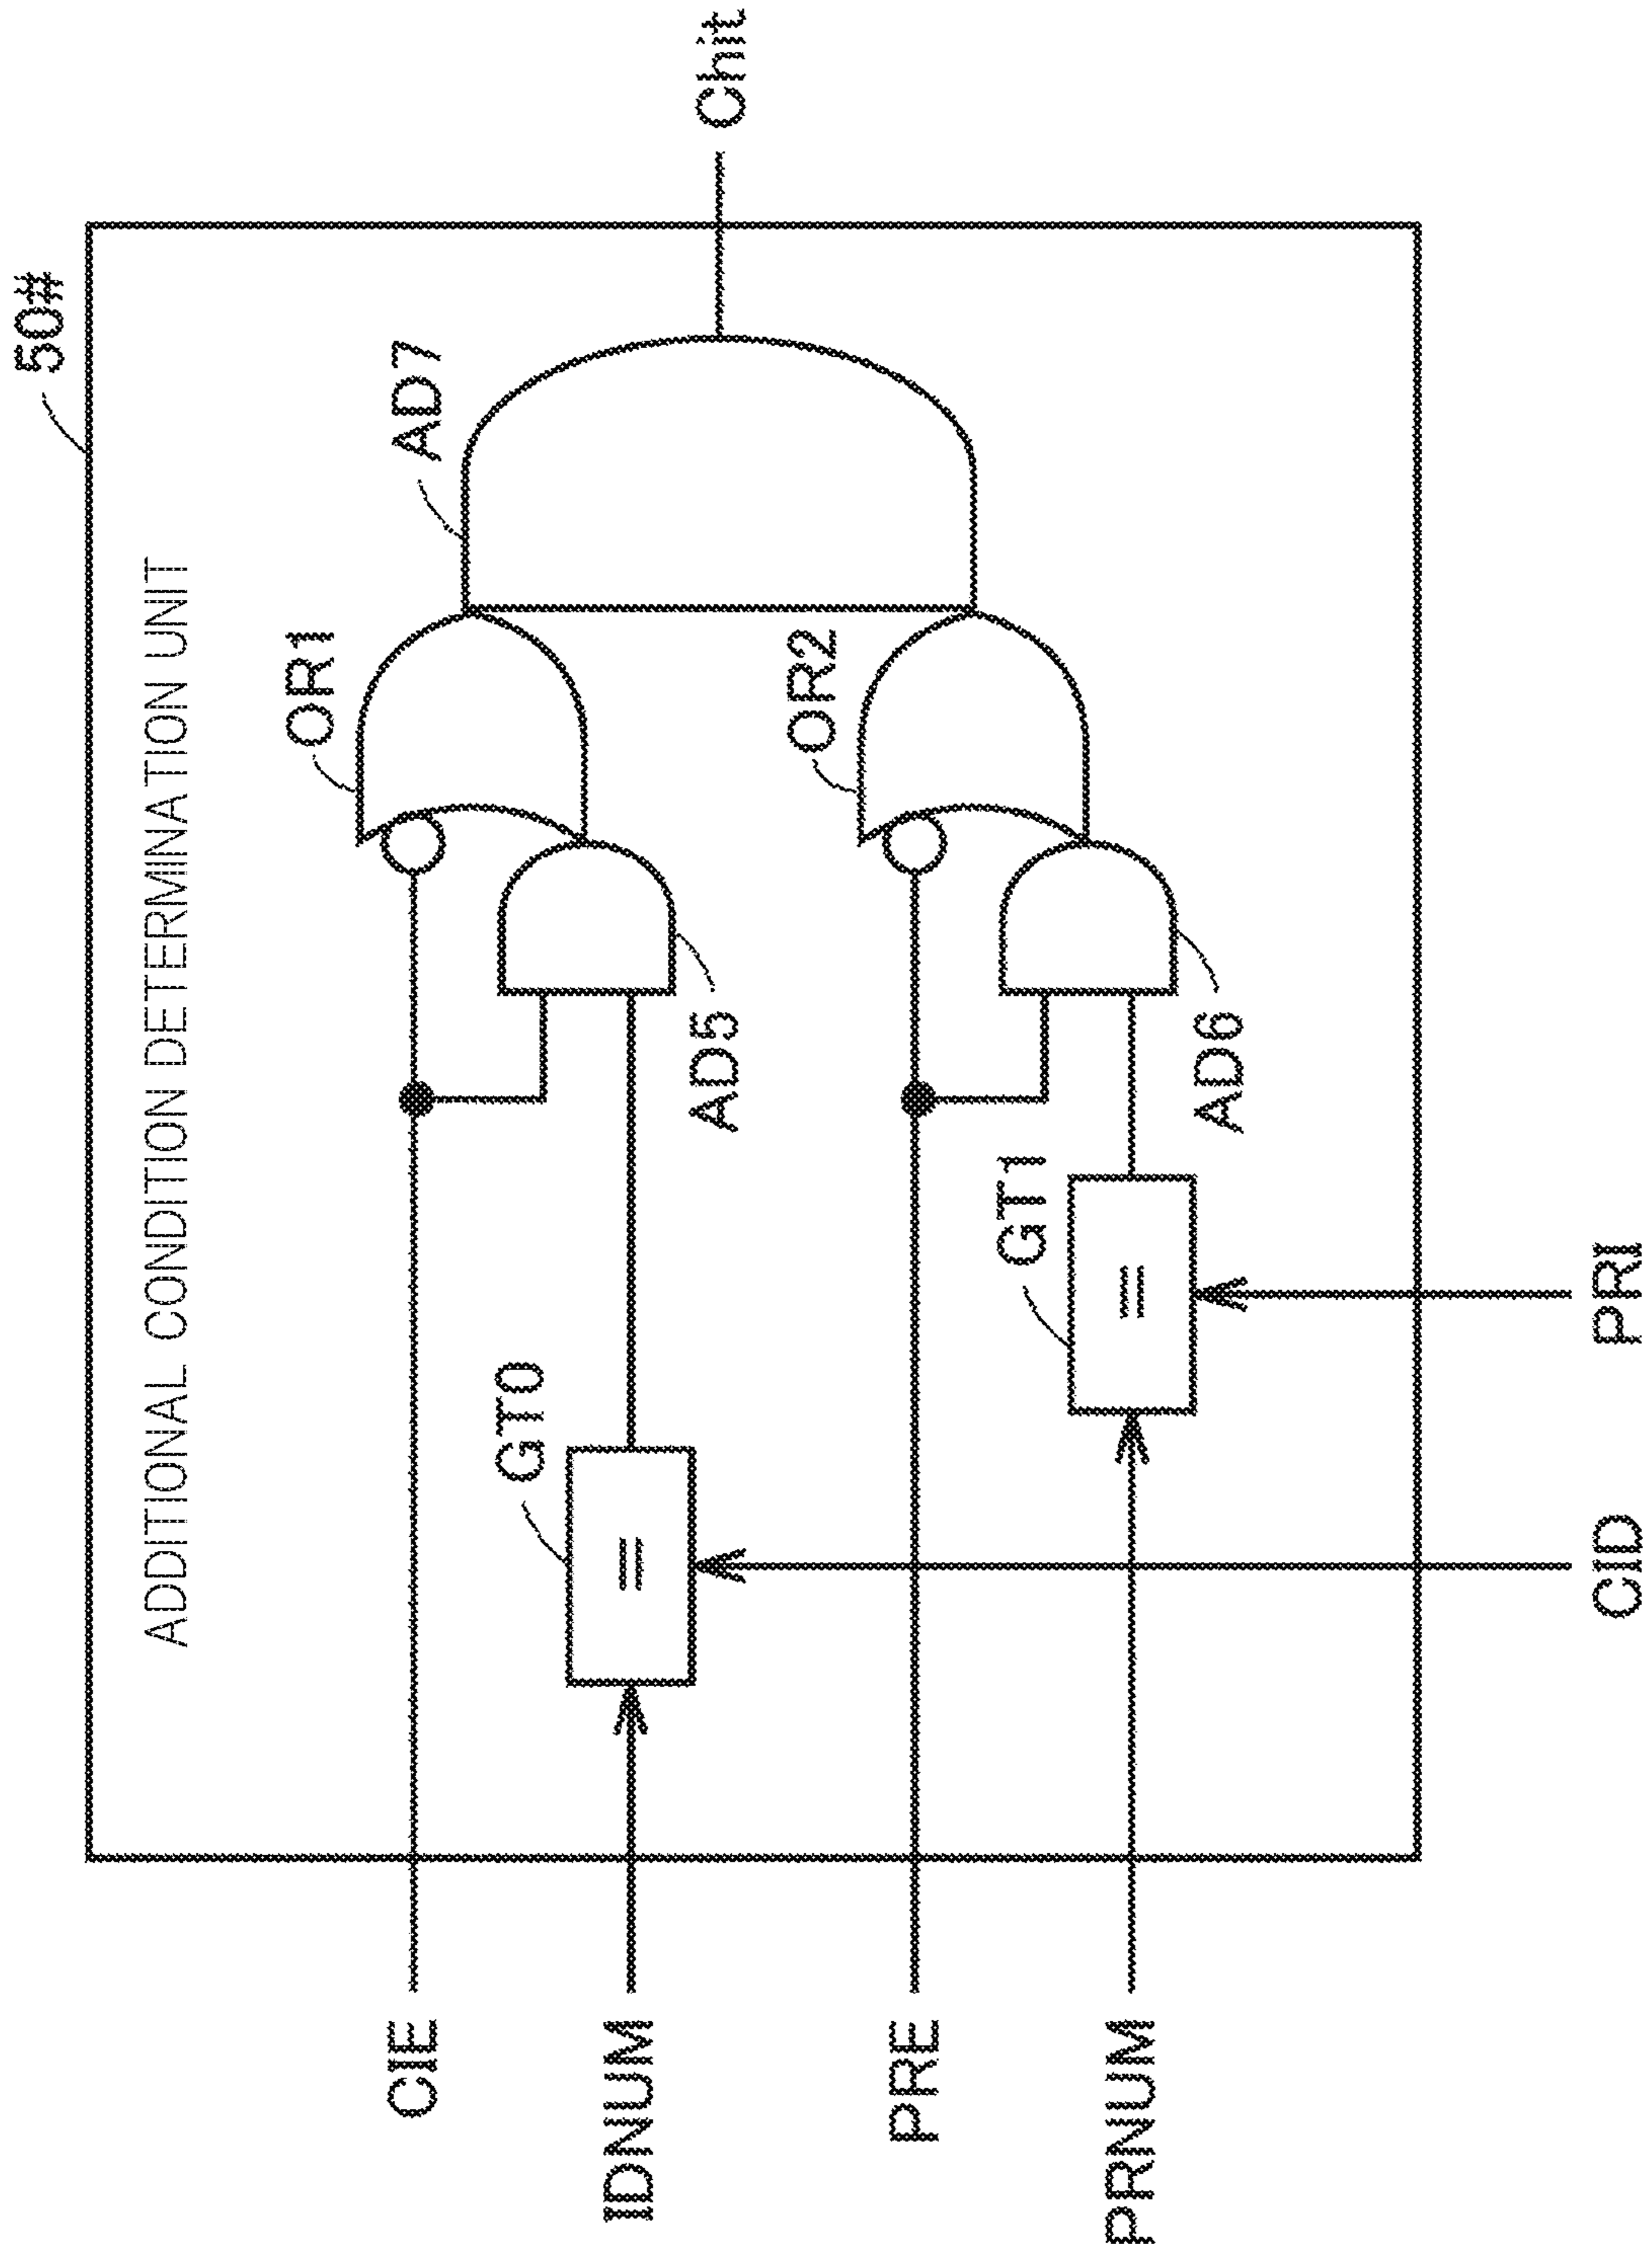 50#
ADDITIONAL CONDITION DETERMINATION UNIT
CIE
OR1
AD7
IDNUM
GT0
=
AD5
Chit
PRE
OR2
PRNUM
GT1
=
AD6
CID
PRI